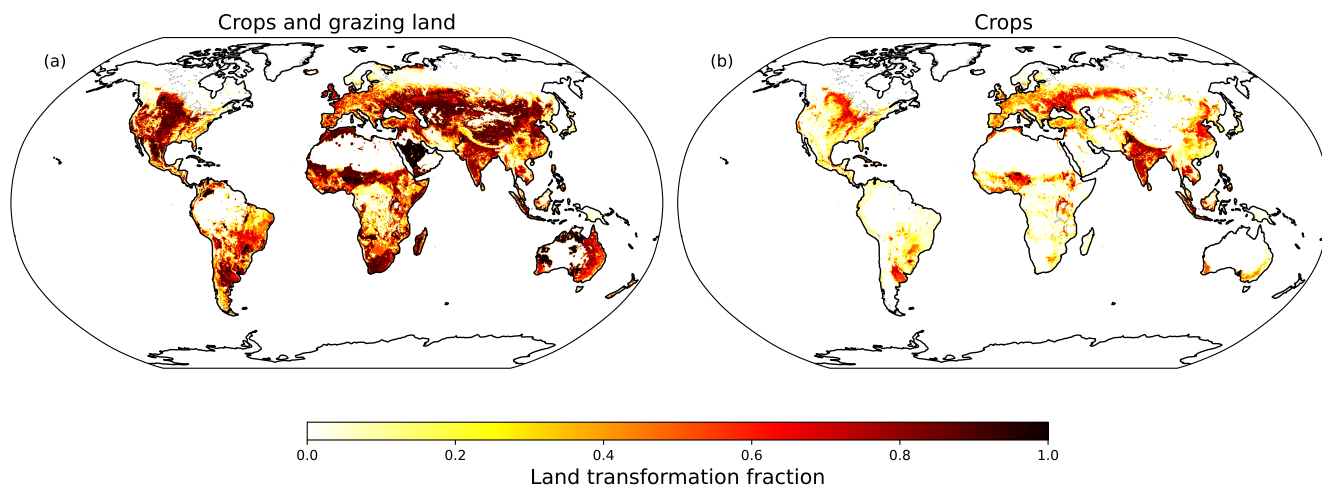 Crops and grazing land
Crops
(a)
(b)
0.0 0.2 0.4 0.6 0.8 1.0
Land transformation fraction